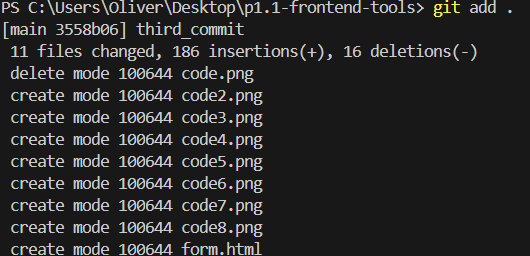 PS C:\Users\Oliver\Desktop\p1.1-frontend-tools> git add .
[main 3558b06] third_commit
 11 files changed, 186 insertions(+), 16 deletions(-)
 delete mode 100644 code.png
 create mode 100644 code2.png
 create mode 100644 code3.png
 create mode 100644 code4.png
 create mode 100644 code5.png
 create mode 100644 code6.png
 create mode 100644 code7.png
 create mode 100644 code8.png
 create mode 100644 form.html